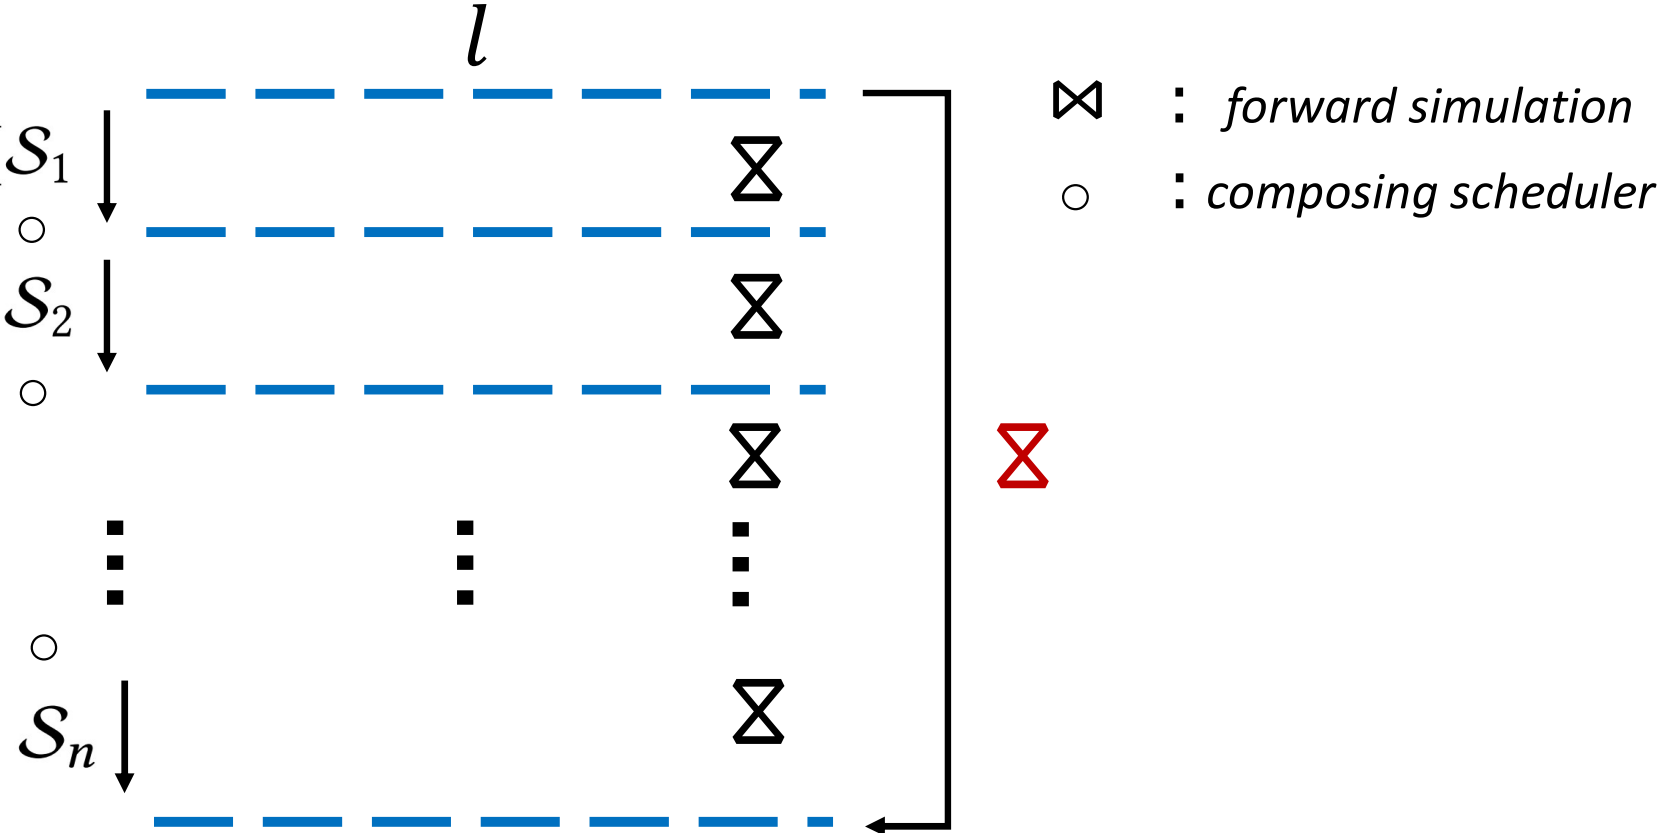 l
⋈ : forward simulation
𝒮₁
○ : composing scheduler
○
𝒮₂
○
○
𝒮ₙ